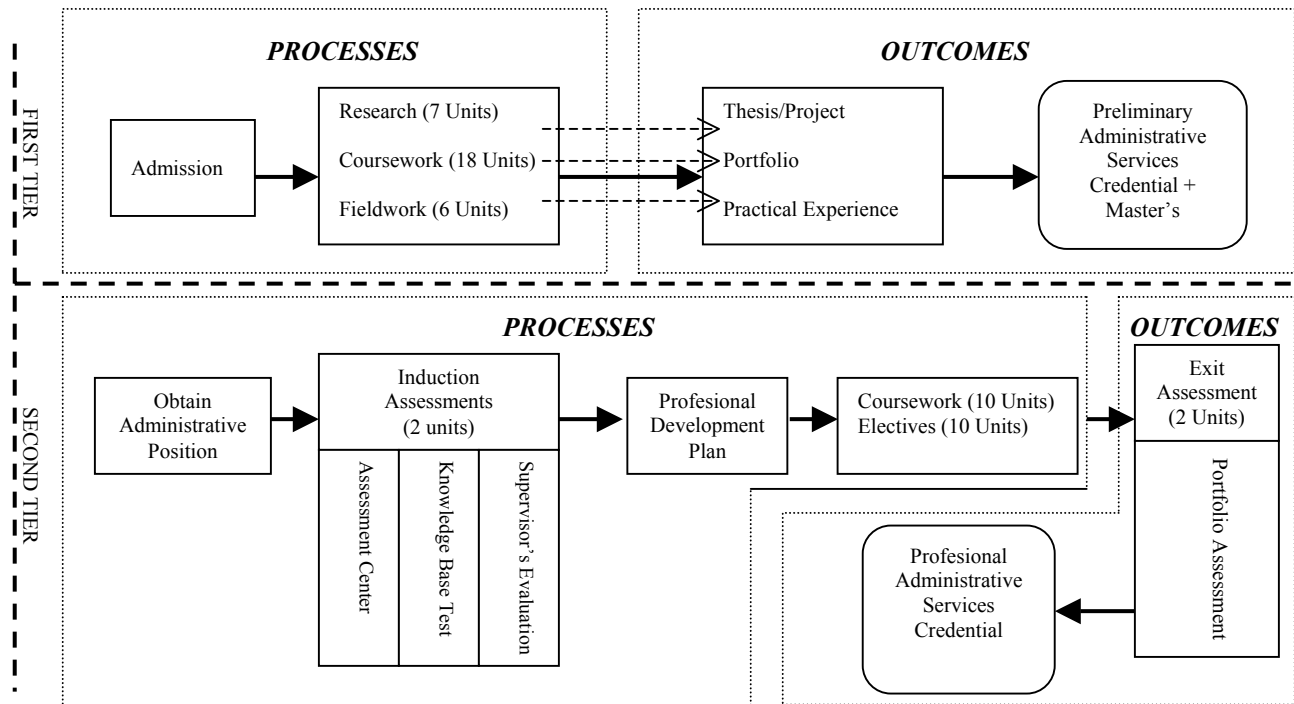 FIRST TIER
PROCESSES
OUTCOMES
Admission
Research (7 Units)
Coursework (18 Units)
Fieldwork (6 Units)
Thesis/Project
Portfolio
Practical Experience
Preliminary
Administrative
Services
Credential +
Master’s
SECOND TIER
PROCESSES
OUTCOMES
Obtain
Administrative
Position
Induction
Assessments
(2 units)
Assessment Center
Knowledge Base Test
Supervisor’s Evaluation
Profesional
Development
Plan
Coursework (10 Units)
Electives (10 Units)
Exit
Assessment
(2 Units)
Portfolio Assessment
Profesional
Administrative
Services
Credential